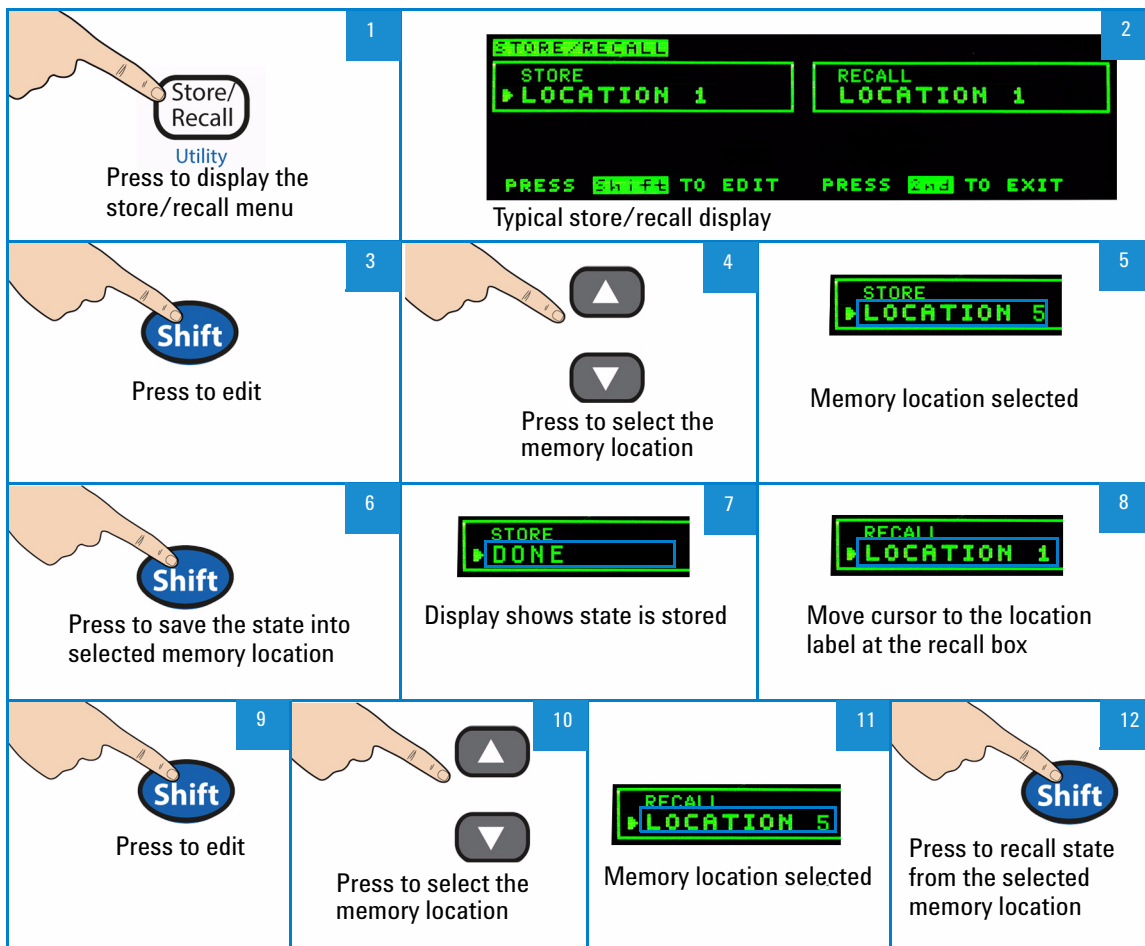 1
Store/
Recall
Utility
Press to display the
store/recall menu
2
STORE/RECALL
STORE
LOCATION 1
RECALL
LOCATION 1
PRESS Shift TO EDIT PRESS 2nd TO EXIT
Typical store/recall display
3
Shift
Press to edit
4
Press to select the
memory location
5
STORE
LOCATION 5
Memory location selected
6
Shift
Press to save the state into
selected memory location
7
STORE
DONE
Display shows state is stored
8
RECALL
LOCATION 1
Move cursor to the location
label at the recall box
9
Shift
Press to edit
10
Press to select the
memory location
11
RECALL
LOCATION 5
Memory location selected
12
Shift
Press to recall state
from the selected
memory location